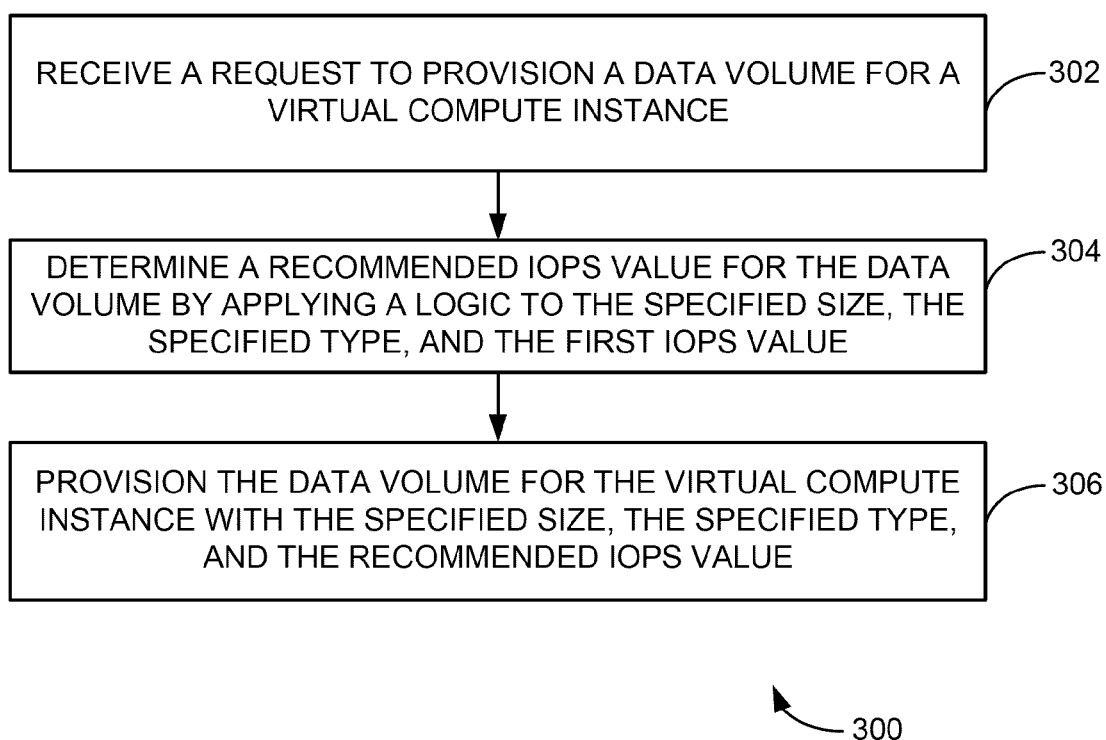 RECEIVE A REQUEST TO PROVISION A DATA VOLUME FOR A
VIRTUAL COMPUTE INSTANCE
302
DETERMINE A RECOMMENDED IOPS VALUE FOR THE DATA
VOLUME BY APPLYING A LOGIC TO THE SPECIFIED SIZE, THE
SPECIFIED TYPE, AND THE FIRST IOPS VALUE
304
PROVISION THE DATA VOLUME FOR THE VIRTUAL COMPUTE
INSTANCE WITH THE SPECIFIED SIZE, THE SPECIFIED TYPE,
AND THE RECOMMENDED IOPS VALUE
306
300